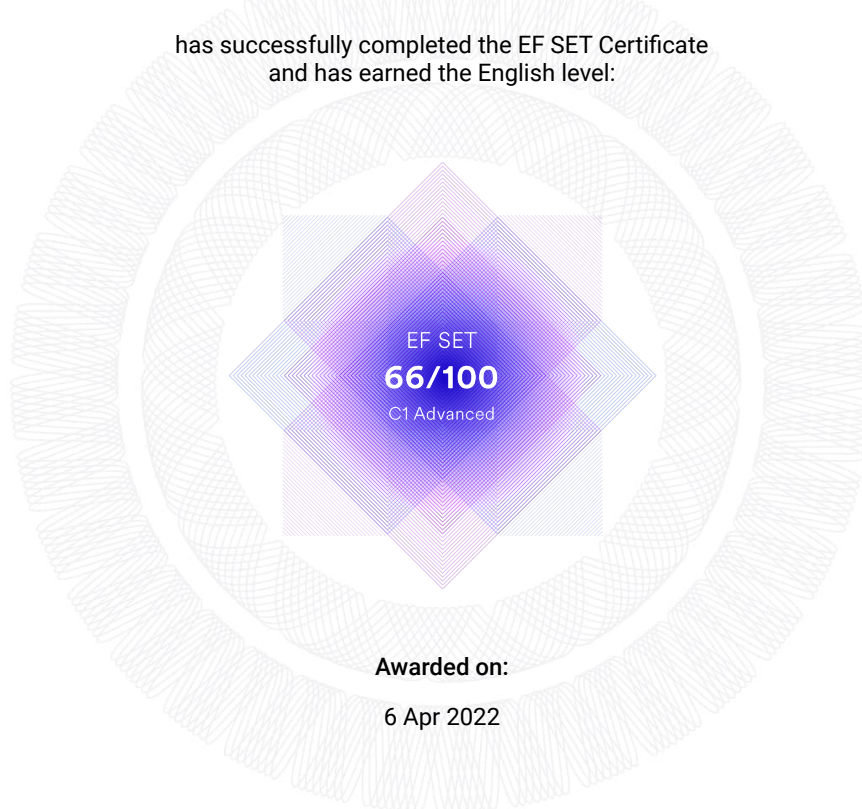 has successfully completed the EF SET Certificate
and has earned the English level:
EF SET
66/100
C1 Advanced
Awarded on:
6 Apr 2022